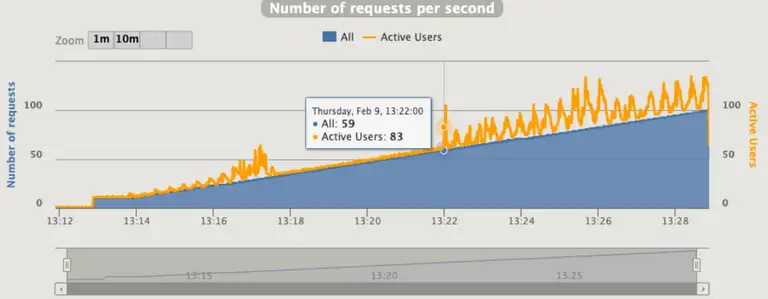 Number of requests per second
Zoom 1m 10m
All Active Users
Number of requests
Active Users
100
50
0
100
50
0
Thursday, Feb 9, 13:22:00
All: 59
Active Users: 83
13:12 13:14 13:16 13:18 13:20 13:22 13:24 13:26 13:28
13:15 13:20 13:25